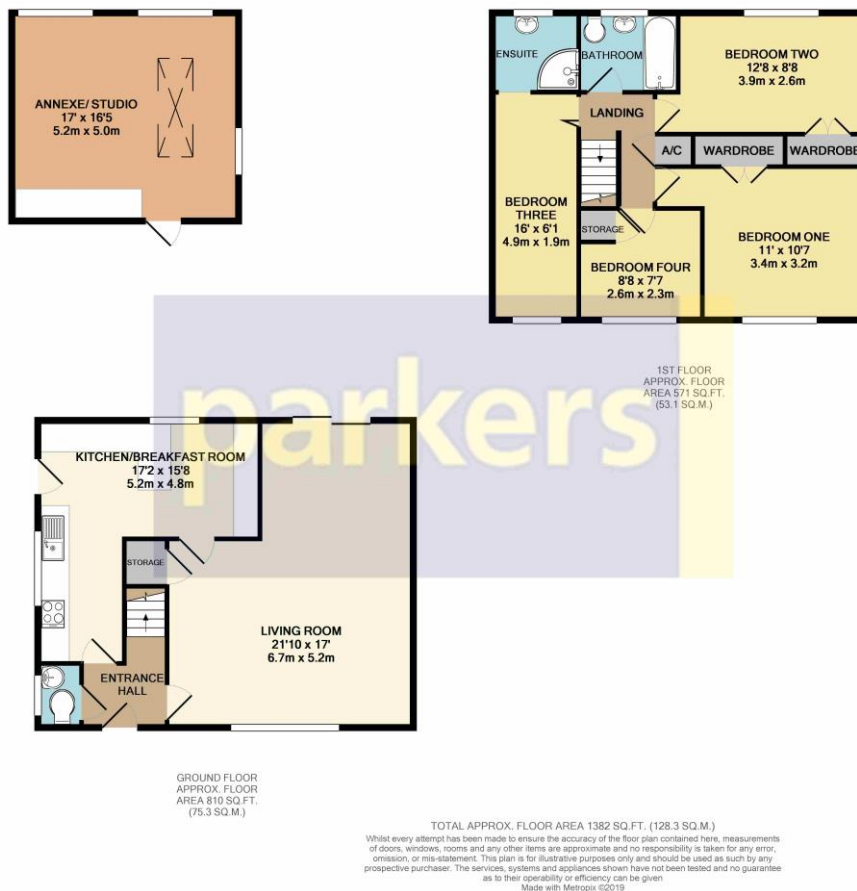 ANNEXE/ STUDIO
17' x 16'5
5.2m x 5.0m
ENSUITE
BATHROOM
BEDROOM TWO
12'8 x 8'8
3.9m x 2.6m
LANDING
A/C
WARDROBE
WARDROBE
BEDROOM
THREE
16' x 6'1
4.9m x 1.9m
STORAGE
BEDROOM FOUR
8'8 x 7'7
2.6m x 2.3m
BEDROOM ONE
11' x 10'7
3.4m x 3.2m
1ST FLOOR
APPROX. FLOOR
AREA 571 SQ.FT.
(53.1 SQ.M.)
parkers
KITCHEN/BREAKFAST ROOM
17'2 x 15'8
5.2m x 4.8m
STORAGE
LIVING ROOM
21'10 x 17'
6.7m x 5.2m
ENTRANCE
HALL
GROUND FLOOR
APPROX. FLOOR
AREA 810 SQ.FT.
(75.3 SQ.M.)
TOTAL APPROX. FLOOR AREA 1382 SQ.FT. (128.3 SQ.M.)
Whilst every attempt has been made to ensure the accuracy of the floor plan contained here, measurements
of doors, windows, rooms and any other items are approximate and no responsibility is taken for any error,
omission, or mis-statement. This plan is for illustrative purposes only and should be used as such by any
prospective purchaser. The services, systems and appliances shown have not been tested and no guarantee
as to their operability or efficiency can be given
Made with Metropix ©2019